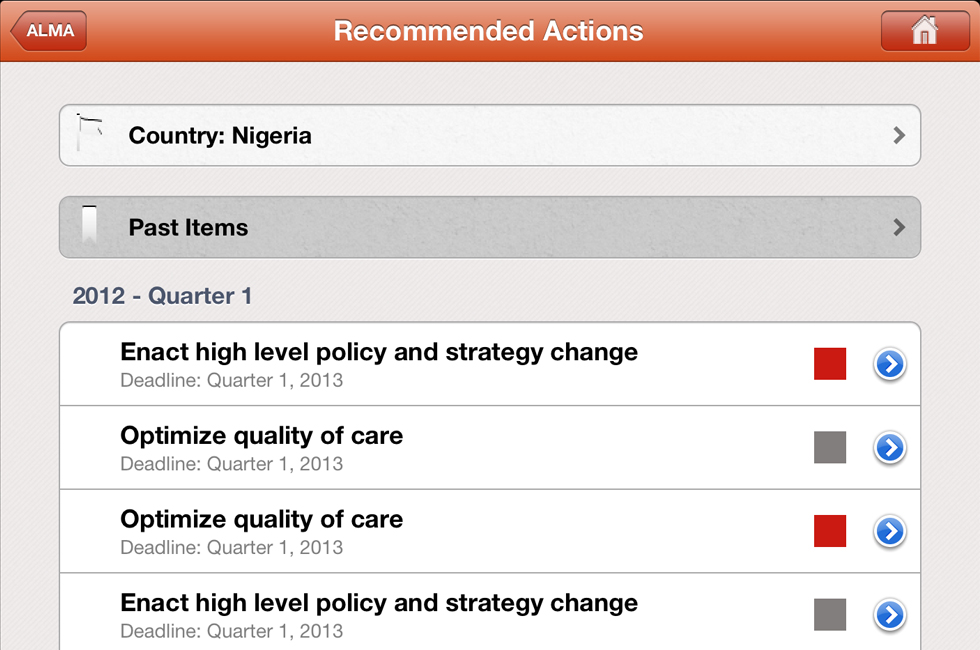 ALMA
Recommended Actions
Country: Nigeria
Past Items
2012 - Quarter 1
Enact high level policy and strategy change
Deadline: Quarter 1, 2013
Optimize quality of care
Deadline: Quarter 1, 2013
Optimize quality of care
Deadline: Quarter 1, 2013
Enact high level policy and strategy change
Deadline: Quarter 1, 2013